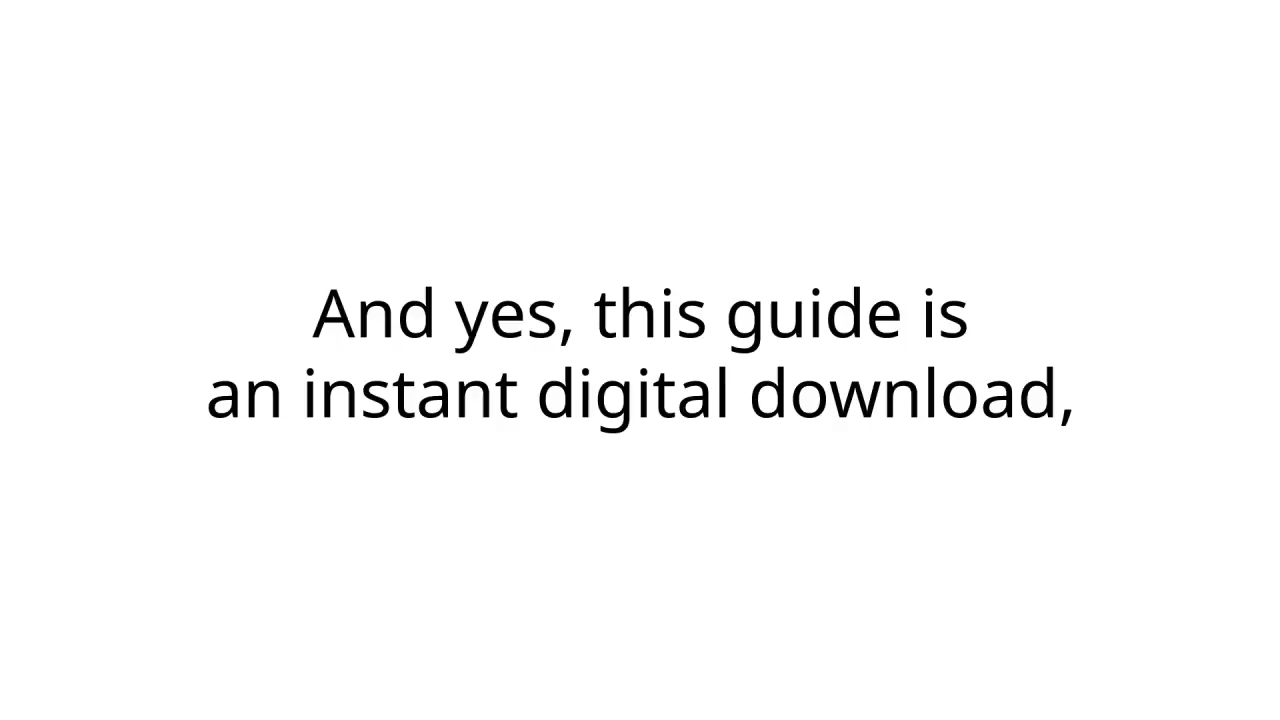 And yes, this guide is
an instant digital download,